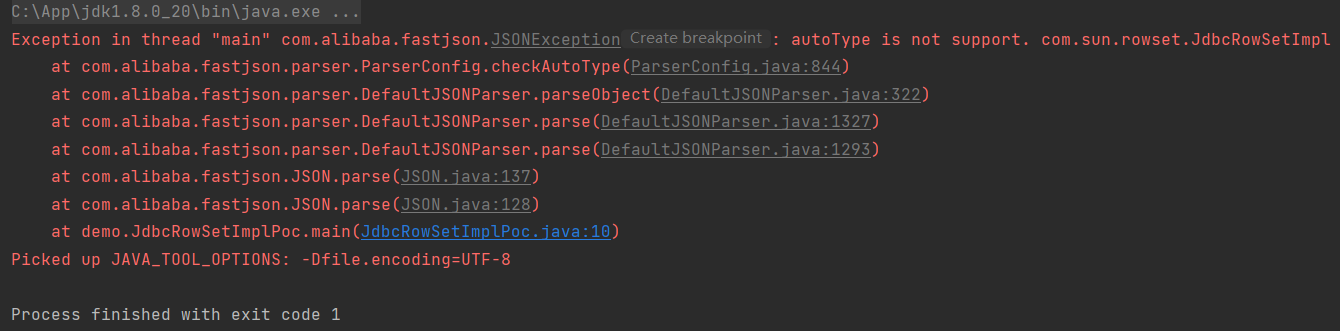 C:\App\jdk1.8.0_20\bin\java.exe ...
Exception in thread "main" com.alibaba.fastjson.JSONException Create breakpoint : autoType is not support. com.sun.rowset.JdbcRowSetImpl
at com.alibaba.fastjson.parser.ParserConfig.checkAutoType(ParserConfig.java:844)
at com.alibaba.fastjson.parser.DefaultJSONParser.parseObject(DefaultJSONParser.java:322)
at com.alibaba.fastjson.parser.DefaultJSONParser.parse(DefaultJSONParser.java:1327)
at com.alibaba.fastjson.parser.DefaultJSONParser.parse(DefaultJSONParser.java:1293)
at com.alibaba.fastjson.JSON.parse(JSON.java:137)
at com.alibaba.fastjson.JSON.parse(JSON.java:128)
at demo.JdbcRowSetImplPoc.main(JdbcRowSetImplPoc.java:10)
Picked up JAVA_TOOL_OPTIONS: -Dfile.encoding=UTF-8
Process finished with exit code 1